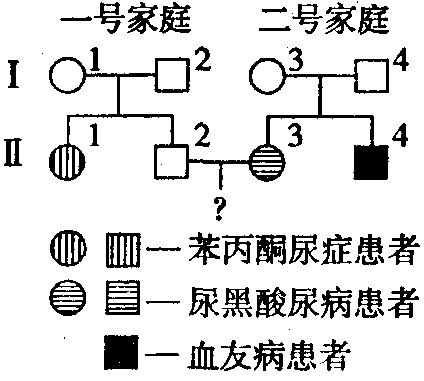 一号家庭 二号家庭
Ⅰ 1 2 3 4
Ⅱ 1 2 3 4
?
—苯丙酮尿症患者
—尿黑酸尿病患者
—血友病患者